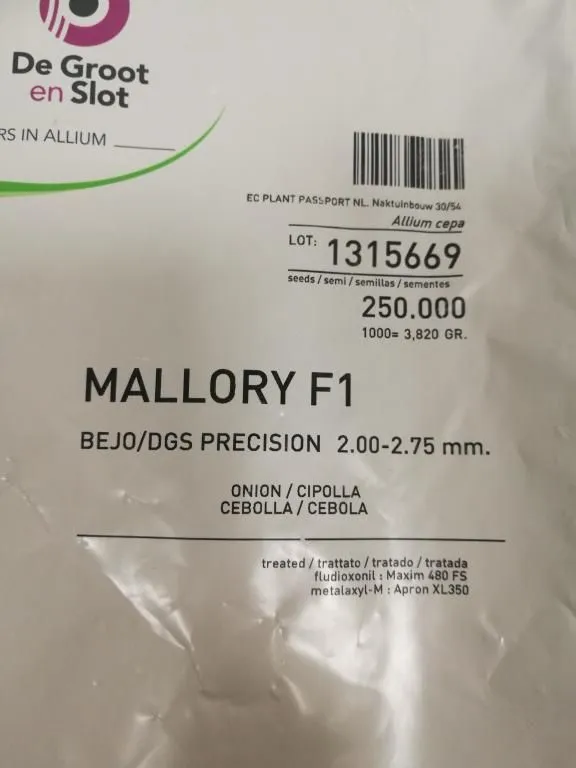 De Groot
en Slot
RS IN ALLIUM
EC PLANT PASSPORT NL. Naktuinbouw 30/54
Allium cepa
LOT: 1315669
seeds / semi / semillas / sementes
250.000
1000= 3,820 GR.
MALLORY F1
BEJO/DGS PRECISION 2.00-2.75 mm.
ONION / CIPOLLA
CEBOLLA / CEBOLA
treated / trattato / tratado / tratada
fludioxonil : Maxim 480 FS
metalaxyl-M : Apron XL350